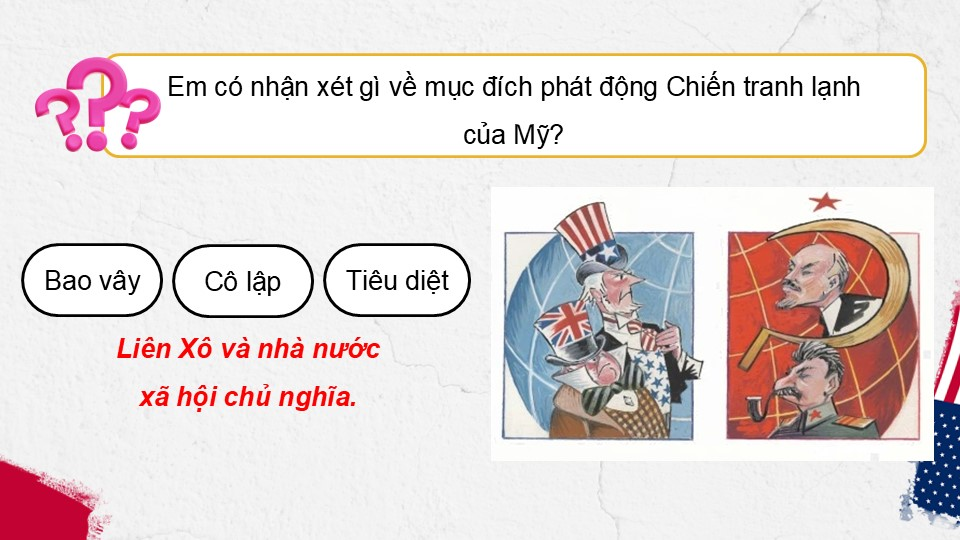 Em có nhận xét gì về mục đích phát động Chiến tranh lạnh
của Mỹ?
Bao vây
Cô lập
Tiêu diệt
Liên Xô và nhà nước
xã hội chủ nghĩa.